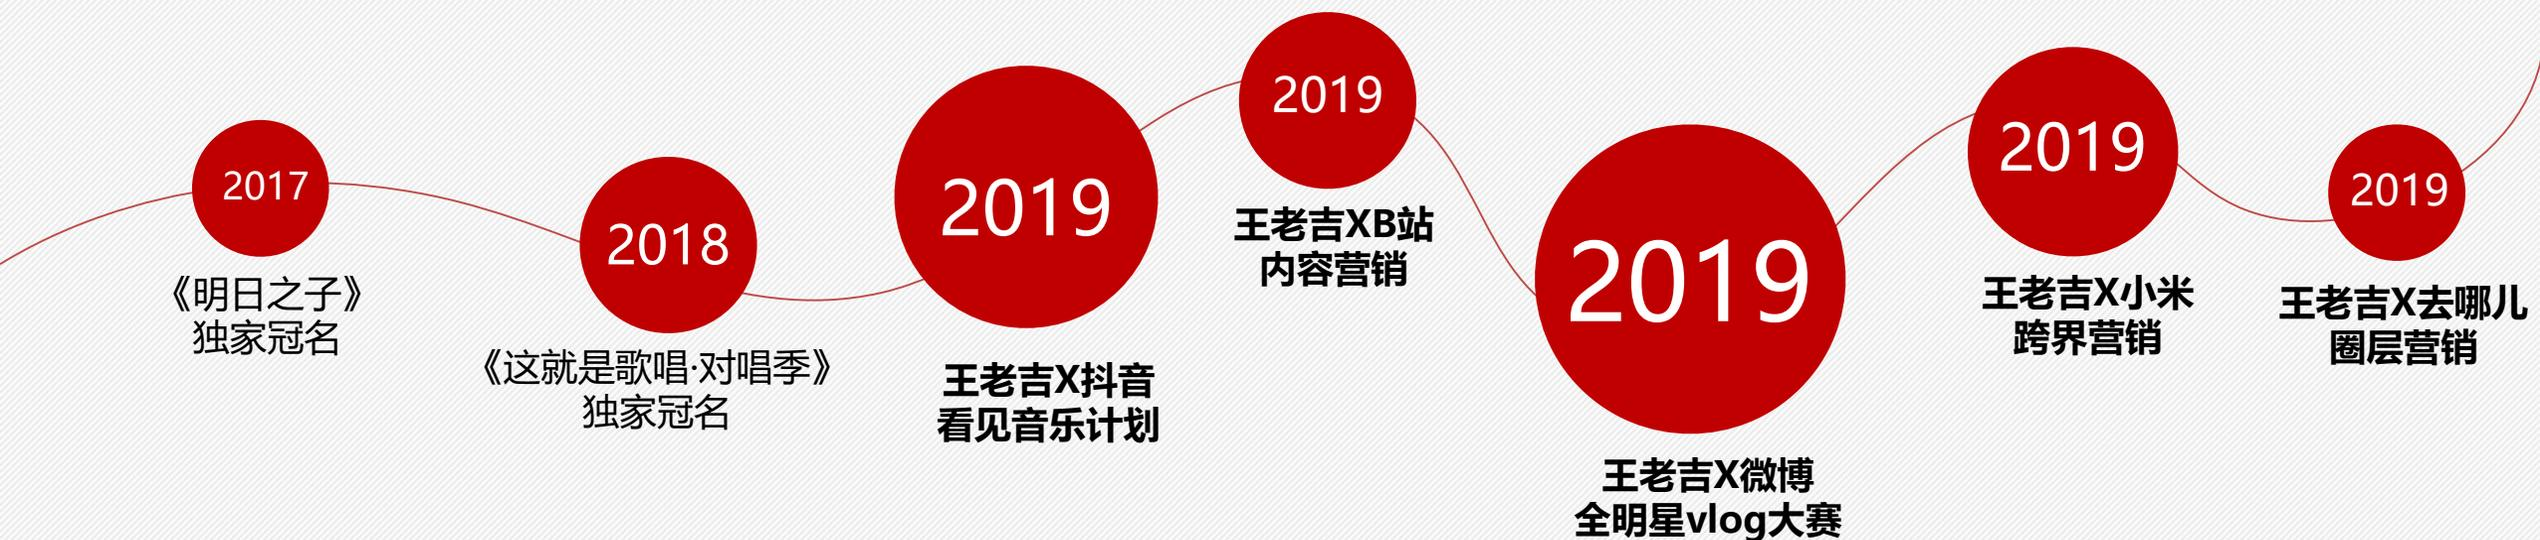 2017
《明日之子》
独家冠名
2018
《这就是歌唱·对唱季》
独家冠名
2019
王老吉X抖音
看见音乐计划
2019
王老吉XB站
内容营销
2019
王老吉X微博
全明星vlog大赛
2019
王老吉X小米
跨界营销
2019
王老吉X去哪儿
圈层营销